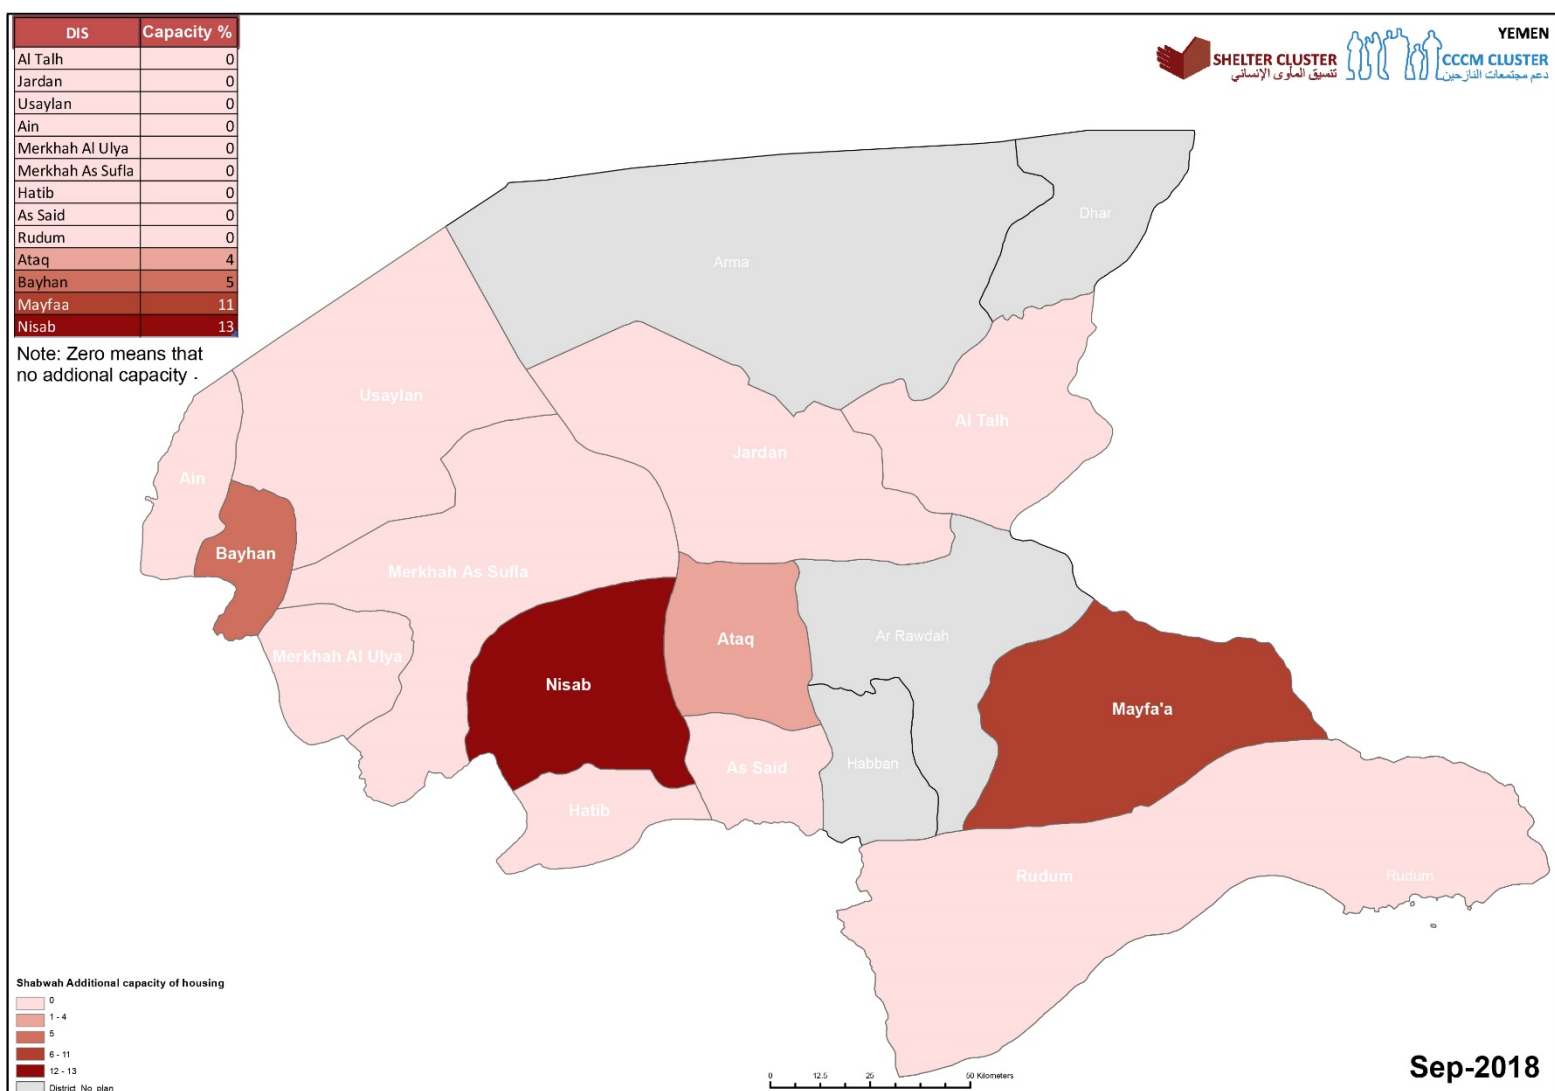 DIS Capacity %
Al Talh 0
Jardan 0
Usaylan 0
Ain 0
Merkhah Al Ulya 0
Merkhah As Sufla 0
Hatib 0
As Said 0
Rudum 0
Ataq 4
Bayhan 5
Mayfaa 11
Nisab 13
Note: Zero means that
no addional capacity .
YEMEN
SHELTER CLUSTER
تنسيق المأوى الإنساني
CCCM CLUSTER
دعم مجتمعات النازحين
Dhar
Arma
Usaylan
Al Talh
Jardan
Ain
Bayhan
Merkhah As Sufla
Ar Rawdah
Ataq
Merkhah Al Ulya
Nisab
Mayfa'a
Habban
As Said
Hatib
Rudum
Rudum
Shabwah Additional capacity of housing
0
1 - 4
5
6 - 11
12 - 13
District_No_plan
0 12.5 25 50 Kilometers
Sep-2018